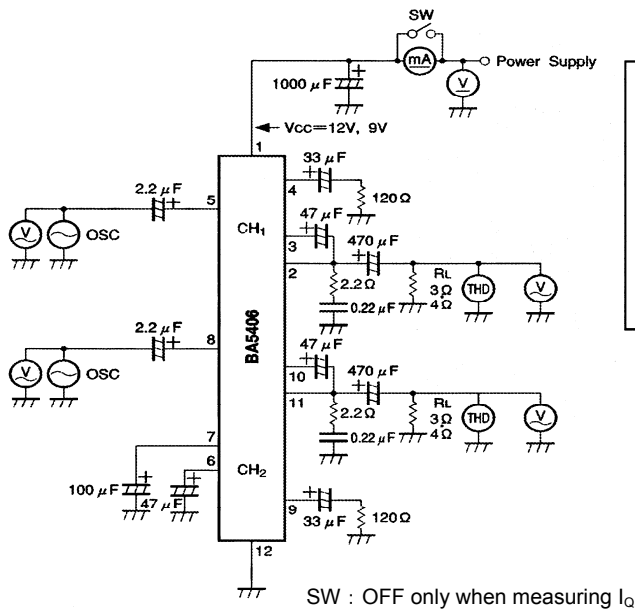 SW
mA
Power Supply
1000 μF
V
Vcc=12V, 9V
1
33 μF
4
2.2 μF
5
120Ω
V
OSC
CH1
47 μF
3
470 μF
2
2.2Ω
RL
3Ω
4Ω
THD
V
0.22 μF
BA5406
2.2 μF
8
47 μF
V
OSC
10
470 μF
11
2.2Ω
RL
3Ω
4Ω
THD
V
0.22 μF
7
6
CH2
100 μF
47 μF
9
33 μF
120Ω
12
SW : OFF only when measuring IQ